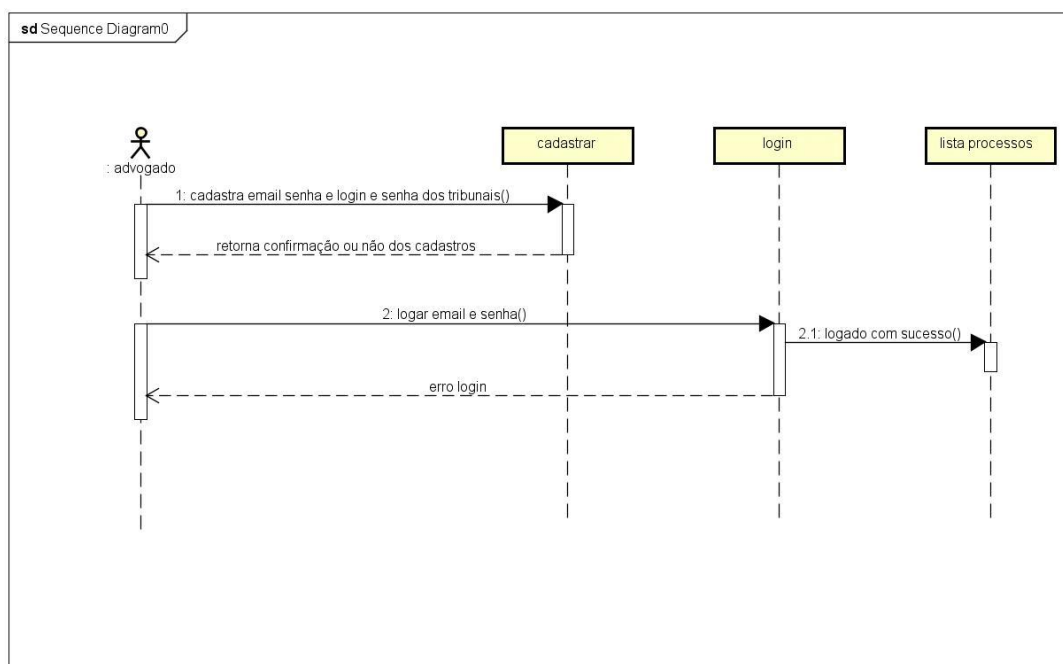 sd Sequence Diagram0
: advogado
cadastrar
login
lista processos
1: cadastra email senha e login e senha dos tribunais()
retorna confirmação ou não dos cadastros
2: logar email e senha()
2.1: logado com sucesso()
erro login